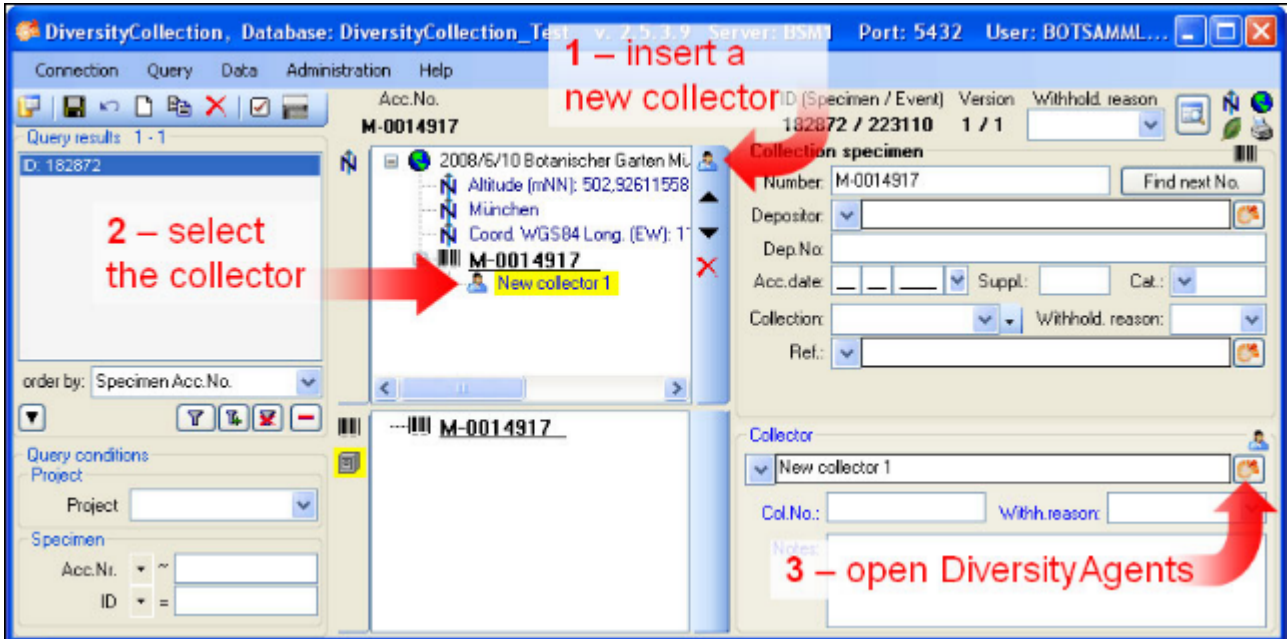 DiversityCollection, Database: DiversityCollection_Test v. 2.5.3.9 Server: BSM1 Port: 5432 User: BOTSAMML...
Connection Query Data Administration Help
1 – insert a
new collector
Acc.No.
M-0014917
ID (Specimen / Event) Version Withhold. reason
182872 / 223110 1 / 1
Query results 1 - 1
ID: 182872
2 – select
the collector
order by: Specimen Acc.No.
Query conditions
Project
Project
Specimen
Acc.Nr. ~
ID =
2008/6/10 Botanischer Garten Mü
Altitude (mNN): 502,92611558
München
Coord. WGS84 Long. (EW): 1
M-0014917
New collector 1
M-0014917
Collection specimen
Number: M-0014917 Find next No.
Depositor:
Dep.No:
Acc.date: __ __ ____ Suppl.: Cat.:
Collection: Withhold. reason:
Ref.:
Collector
New collector 1
Col.No.: Withh.reason:
Notes:
3 – open DiversityAgents